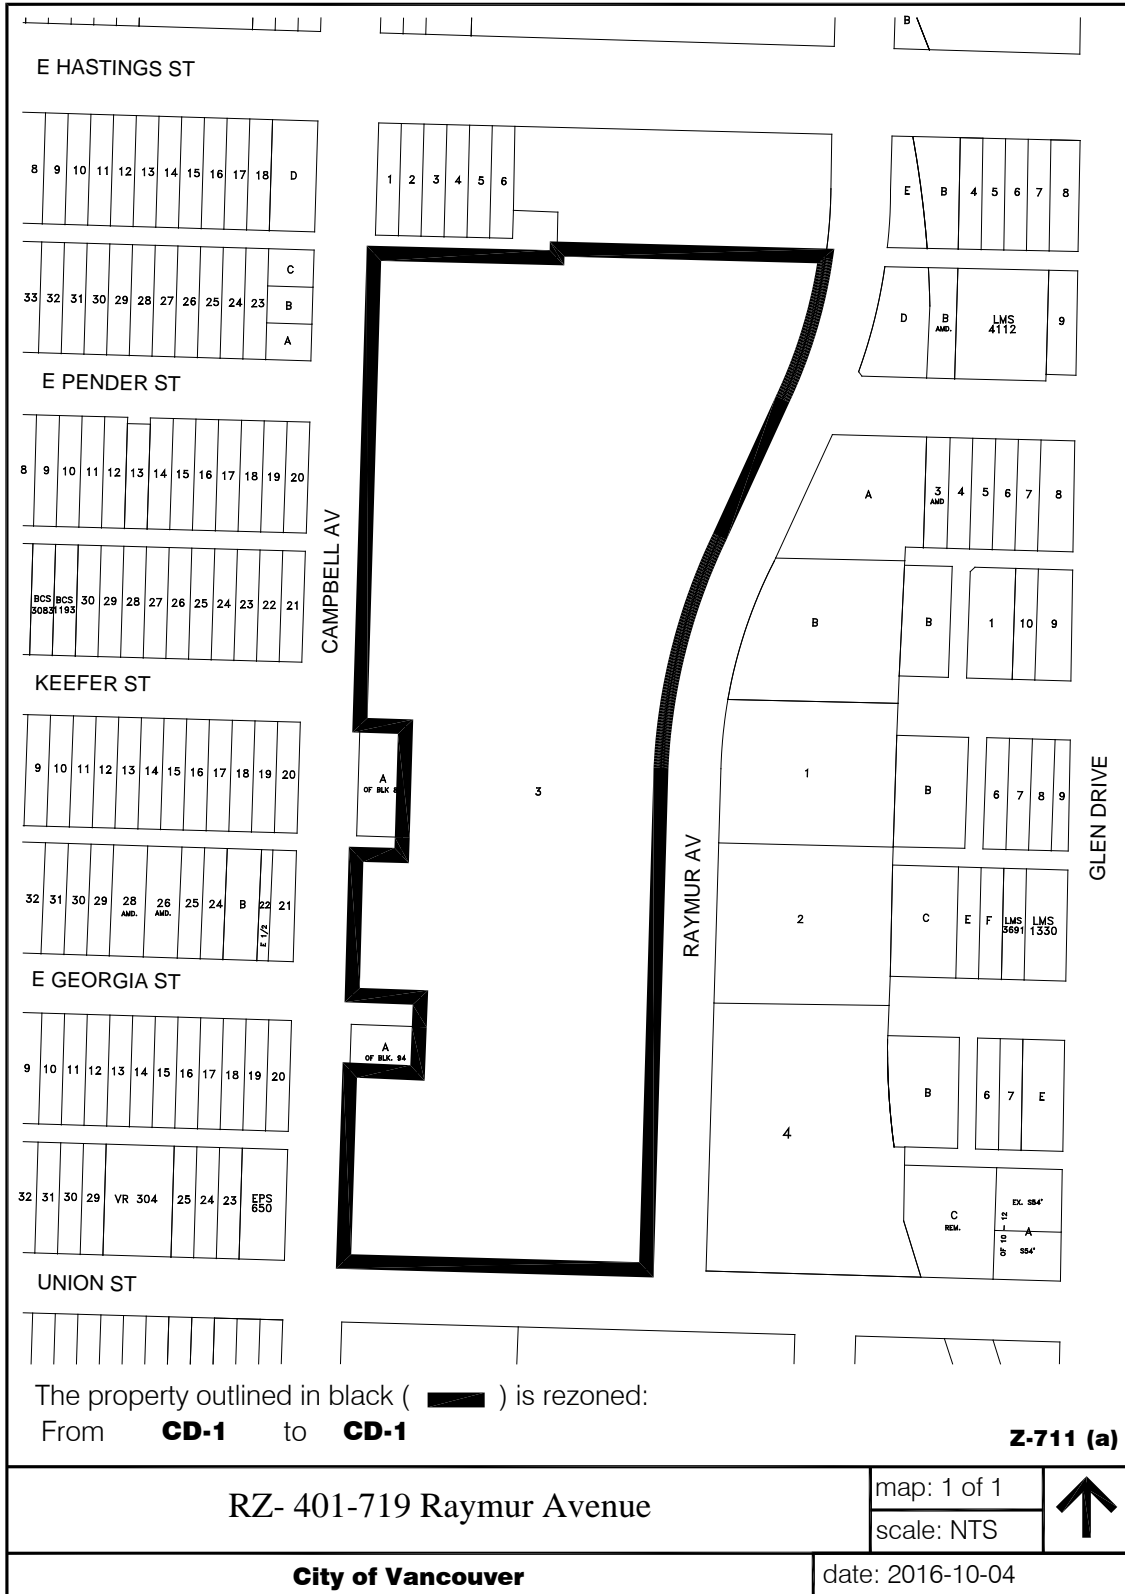 B
E HASTINGS ST
8 9 10 11 12 13 14 15 16 17 18 D
1 2 3 4 5 6
E B 4 5 6 7 8
33 32 31 30 29 28 27 26 25 24 23
C
B
A
D
B AMD.
LMS 4112
9
E PENDER ST
8 9 10 11 12 13 14 15 16 17 18 19 20
A
3 AMD
4 5 6 7 8
CAMPBELL AV
BCS 3083
BCS 1193
30 29 28 27 26 25 24 23 22 21
B
B
1 10 9
KEEFER ST
9 10 11 12 13 14 15 16 17 18 19 20
A
OF BLK
3
1
B
6 7 8 9
GLEN DRIVE
RAYMUR AV
32 31 30 29
28 AMD.
26 AMD.
25 24 B
22 E 1/2
21
2
C E F
LMS 3691
LMS 1330
E GEORGIA ST
9 10 11 12 13 14 15 16 17 18 19 20
A
OF BLK. 94
4
B
6 7 E
32 31 30 29 VR 304 25 24 23
EPS 650
C REM.
OF 10 - 12
EX. S54'
A
S54'
UNION ST
The property outlined in black ( ) is rezoned:
From CD-1 to CD-1
Z-711 (a)
RZ- 401-719 Raymur Avenue
map: 1 of 1
scale: NTS
City of Vancouver
date: 2016-10-04